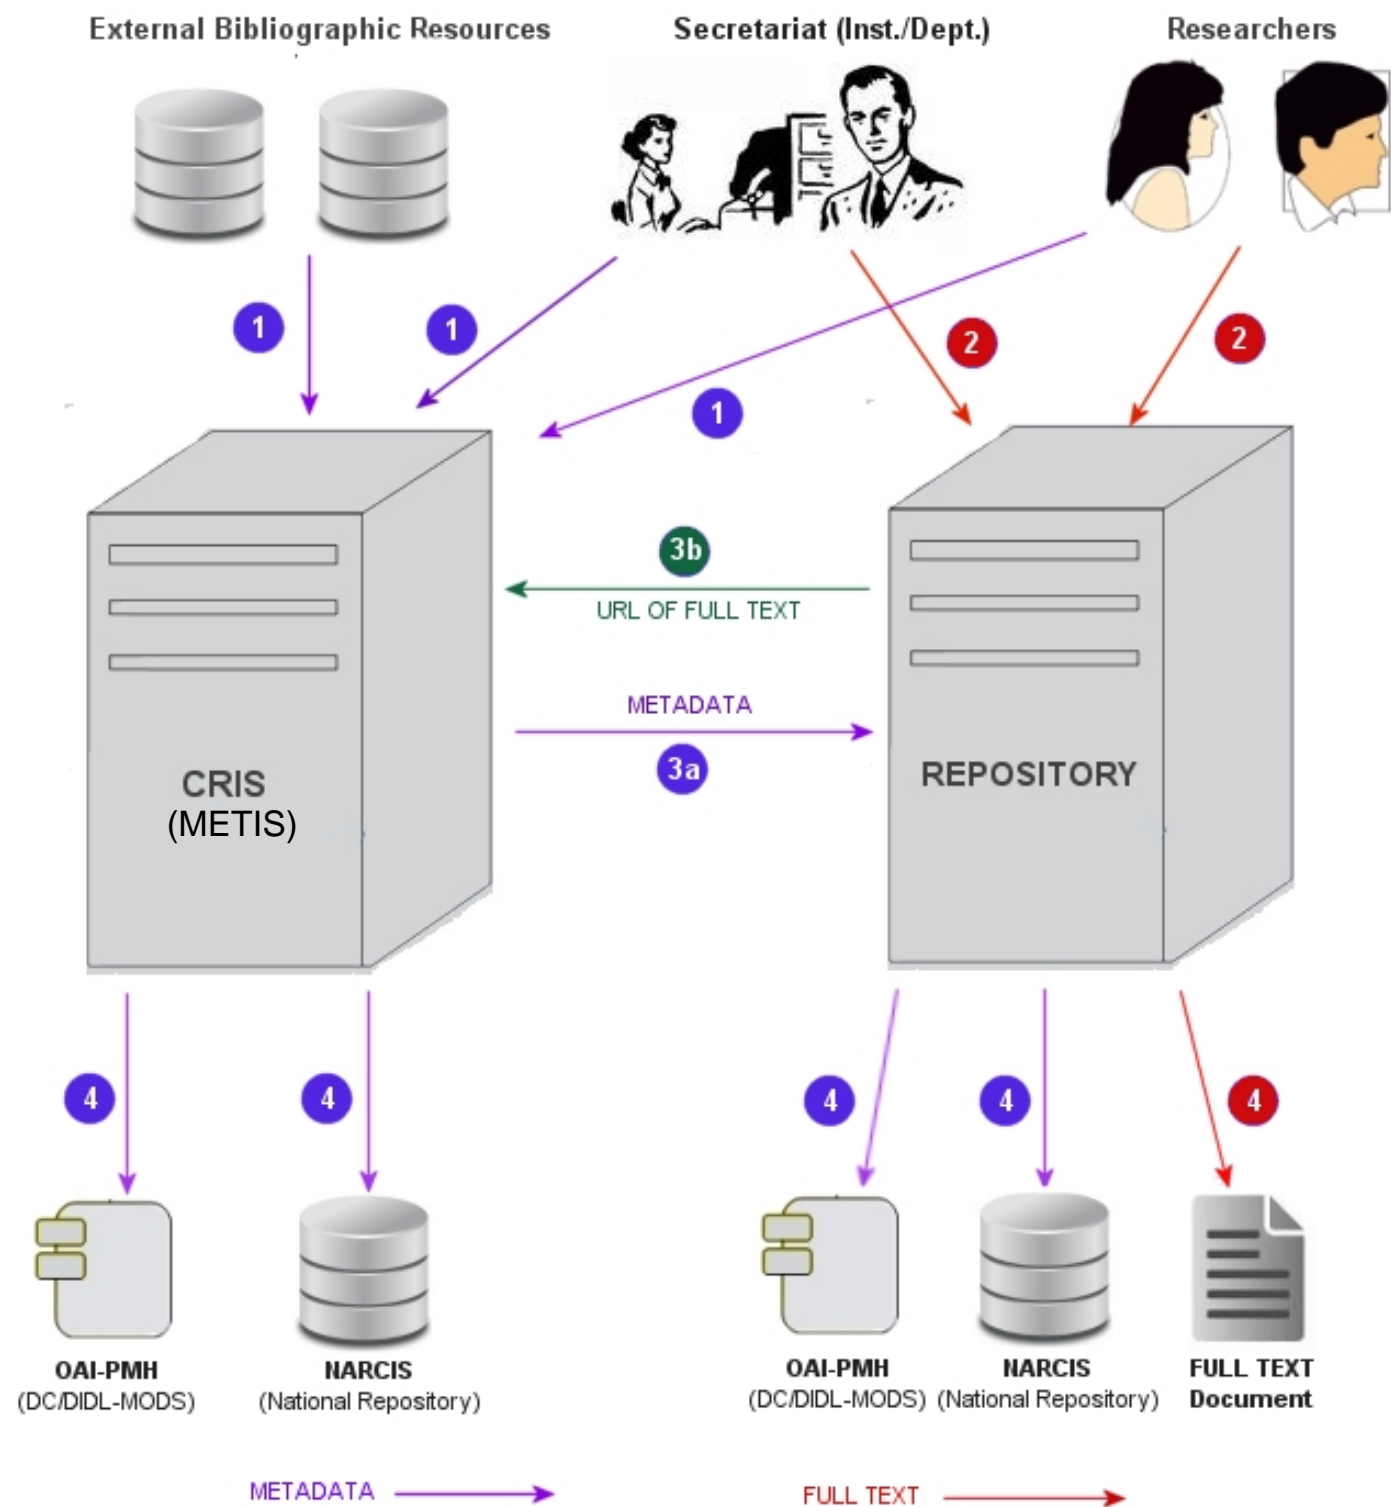 External Bibliographic Resources
Secretariat (Inst./Dept.)
Researchers
1
1
2
2
1
3b
URL OF FULL TEXT
METADATA
3a
CRIS
(METIS)
REPOSITORY
4
4
4
4
4
OAI-PMH
(DC/DIDL-MODS)
NARCIS
(National Repository)
OAI-PMH
(DC/DIDL-MODS)
NARCIS
(National Repository)
FULL TEXT
Document
METADATA
FULL TEXT